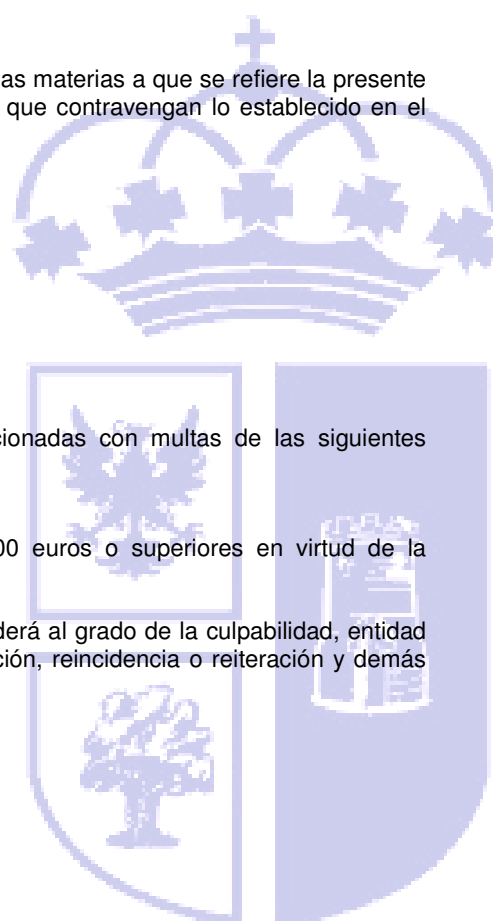 as materias a que se refiere la presente
que contravengan lo establecido en el
cionadas con multas de las siguientes
00 euros o superiores en virtud de la
derá al grado de la culpabilidad, entidad
ción, reincidencia o reiteración y demás